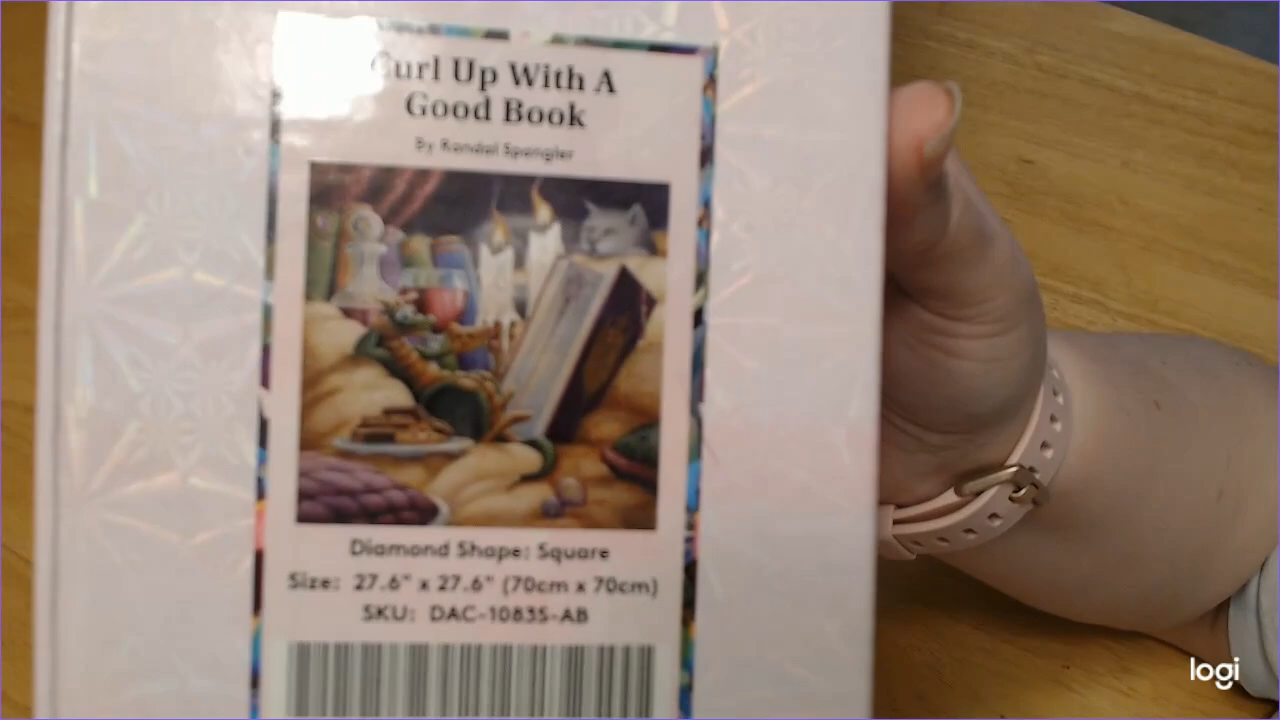 Curl Up With A
Good Book
By Randal Spangler
Diamond Shape: Square
Size: 27.6" x 27.6" (70cm x 70cm)
SKU: DAC-1083S-AB
logi